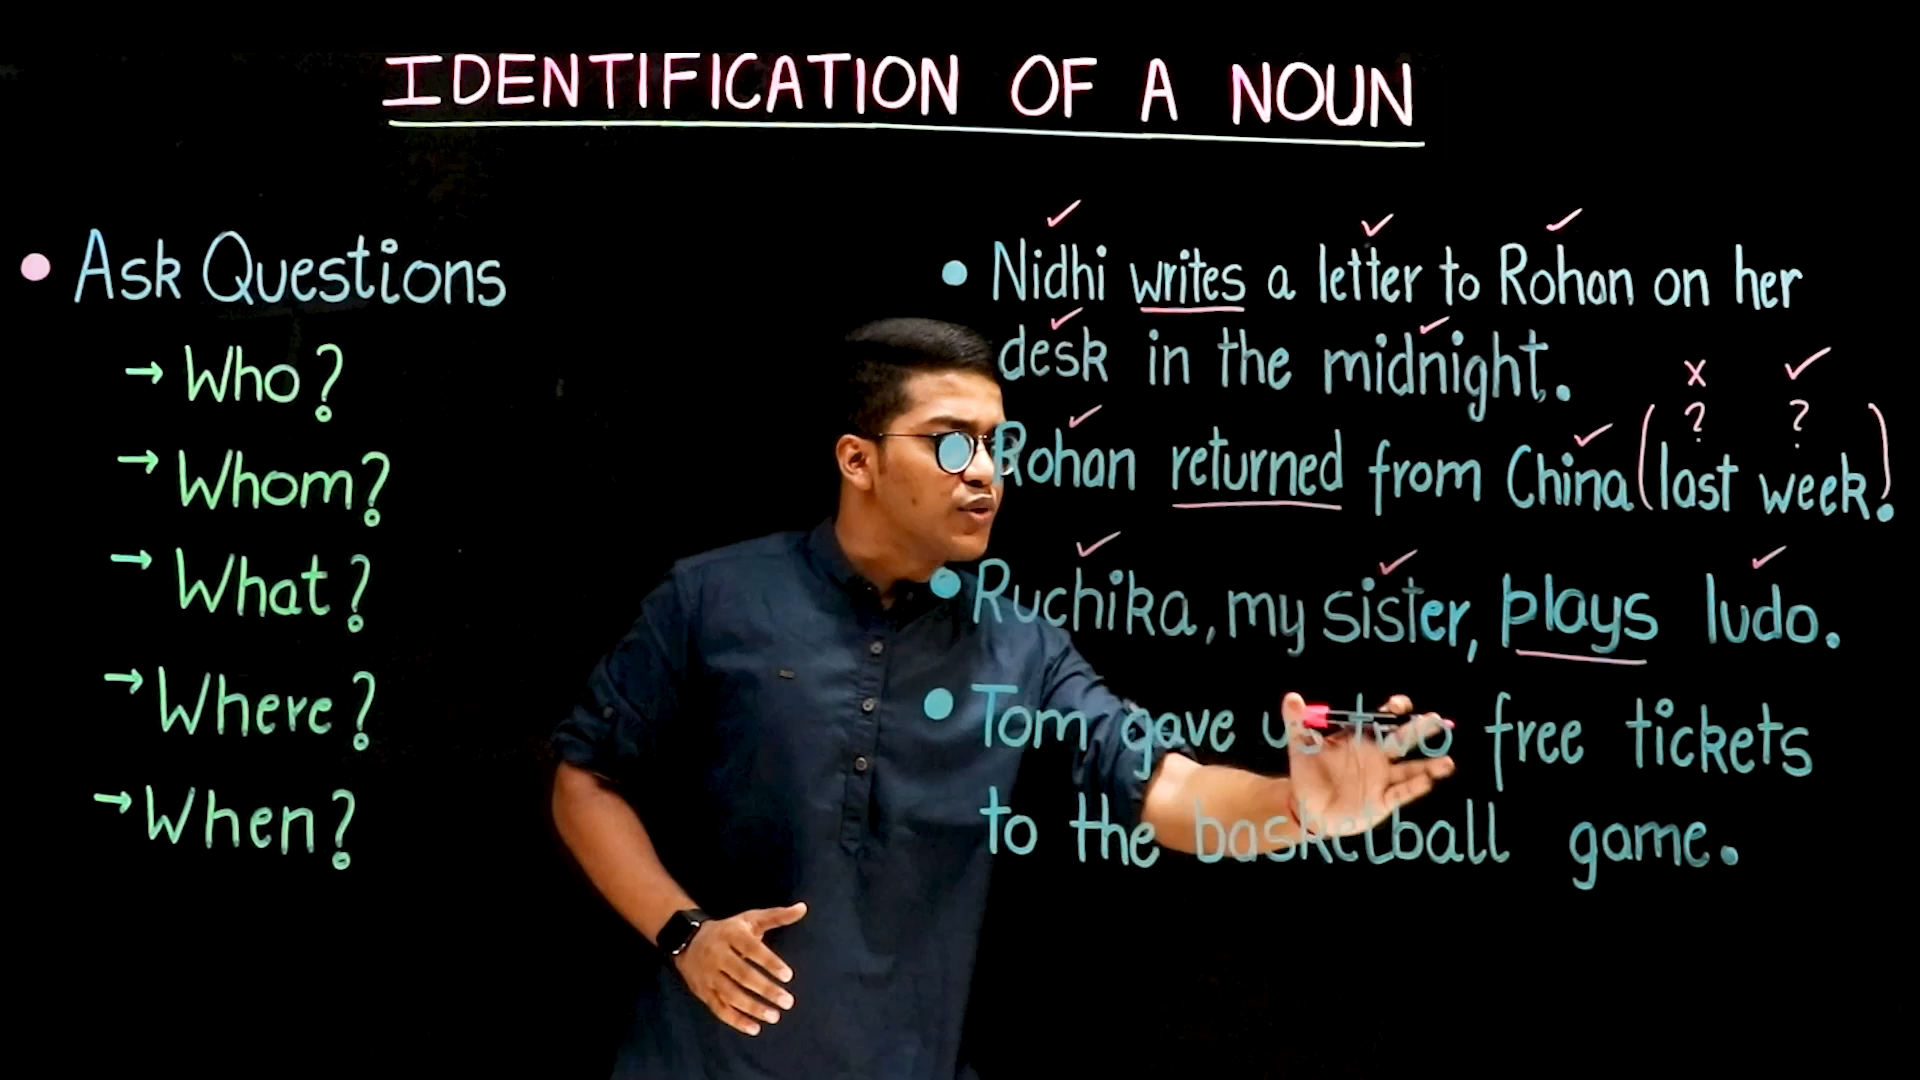 IDENTIFICATION OF A NOUN
• Ask Questions
→ Who?
→ Whom?
→ What?
→ Where?
→ When?
• Nidhi writes a letter to Rohan on her
desk in the midnight.
x ✓
? ?
• Rohan returned from China (last week.)
• Ruchika, my sister, plays ludo.
• Tom gave us two free tickets
to the basketball game.